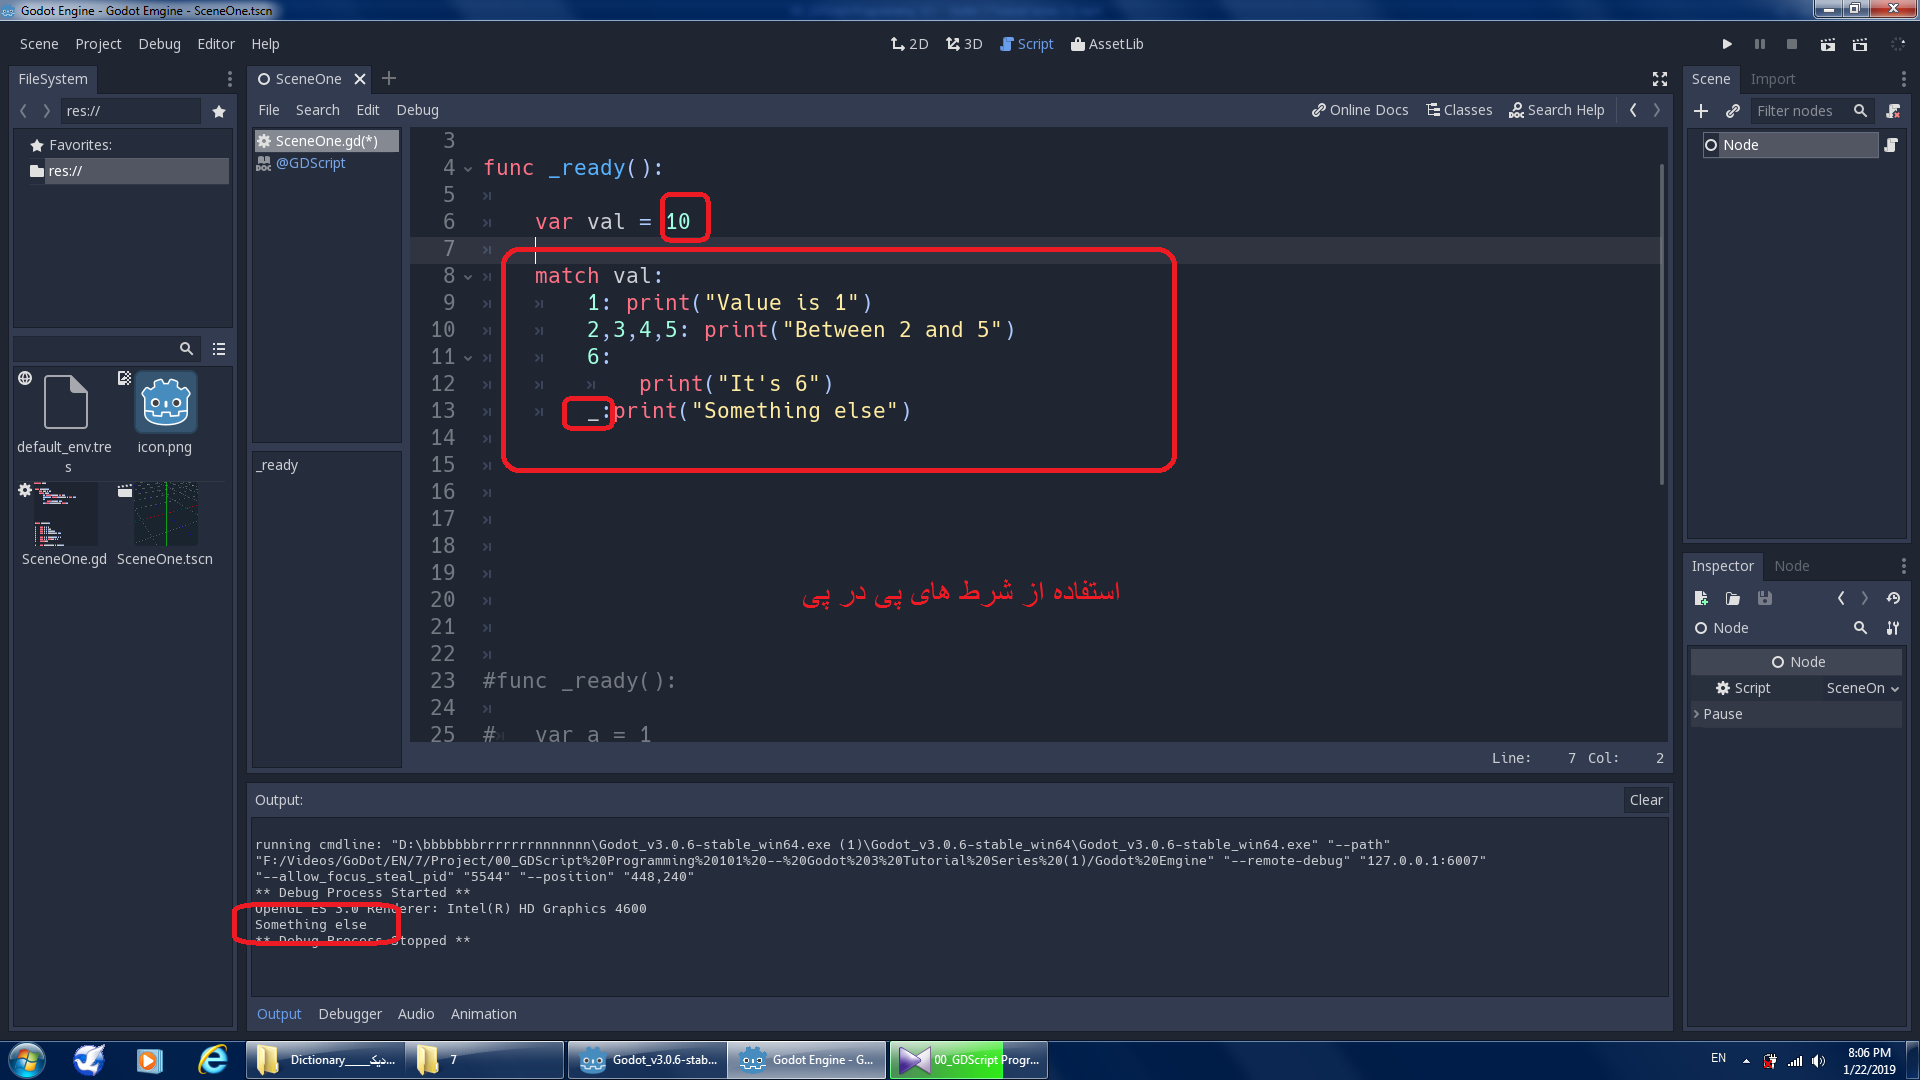 Godot Engine - Godot Emgine - SceneOne.tscn
Scene Project Debug Editor Help
2D 3D Script AssetLib
FileSystem
SceneOne
Scene Import
res://
File Search Edit Debug
Online Docs Classes Search Help
Filter nodes
Favorites:
res://
SceneOne.gd(*)
@GDScript
Node
3
4 func _ready():
5
6 var val = 10
7
8 match val:
9 1: print("Value is 1")
10 2,3,4,5: print("Between 2 and 5")
11 6:
12 print("It's 6")
13 _:print("Something else")
14
15
16
17
18
19
20
21
22
23 #func _ready():
24
25 # var a = 1
استفاده از شرط های پی در پی
default_env.tres
icon.png
SceneOne.gd
SceneOne.tscn
_ready
Inspector Node
Node
Node
Script SceneOn
Pause
Line: 7 Col: 2
Output:
Clear
running cmdline: "D:\bbbbbbbrrrrrrrnnnnnnn\Godot_v3.0.6-stable_win64.exe (1)\Godot_v3.0.6-stable_win64\Godot_v3.0.6-stable_win64.exe" "--path"
"F:/Videos/GoDot/EN/7/Project/00_GDScript%20Programming%20101%20--%20Godot%203%20Tutorial%20Series%20(1)/Godot%20Emgine" "--remote-debug" "127.0.0.1:6007"
"--allow_focus_steal_pid" "5544" "--position" "448,240"
** Debug Process Started **
OpenGL ES 3.0 Renderer: Intel(R) HD Graphics 4600
Something else
** Debug Process Stopped **
Output Debugger Audio Animation
Dictionary____دیک... 7 Godot_v3.0.6-stab... Godot Engine - G... 00_GDScript Progr...
EN
8:06 PM
1/22/2019